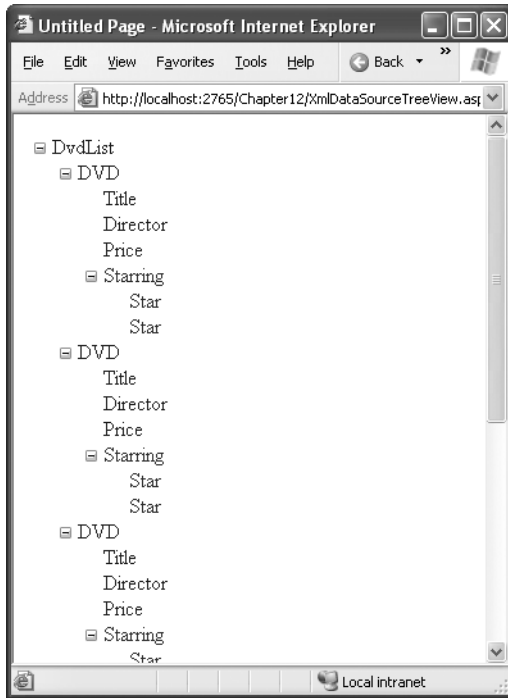 Untitled Page - Microsoft Internet Explorer
File Edit View Favorites Tools Help Back »
Address http://localhost:2765/Chapter12/XmlDataSourceTreeView.asp
DvdList
DVD
Title
Director
Price
Starring
Star
Star
DVD
Title
Director
Price
Starring
Star
Star
DVD
Title
Director
Price
Starring
Star
Local intranet